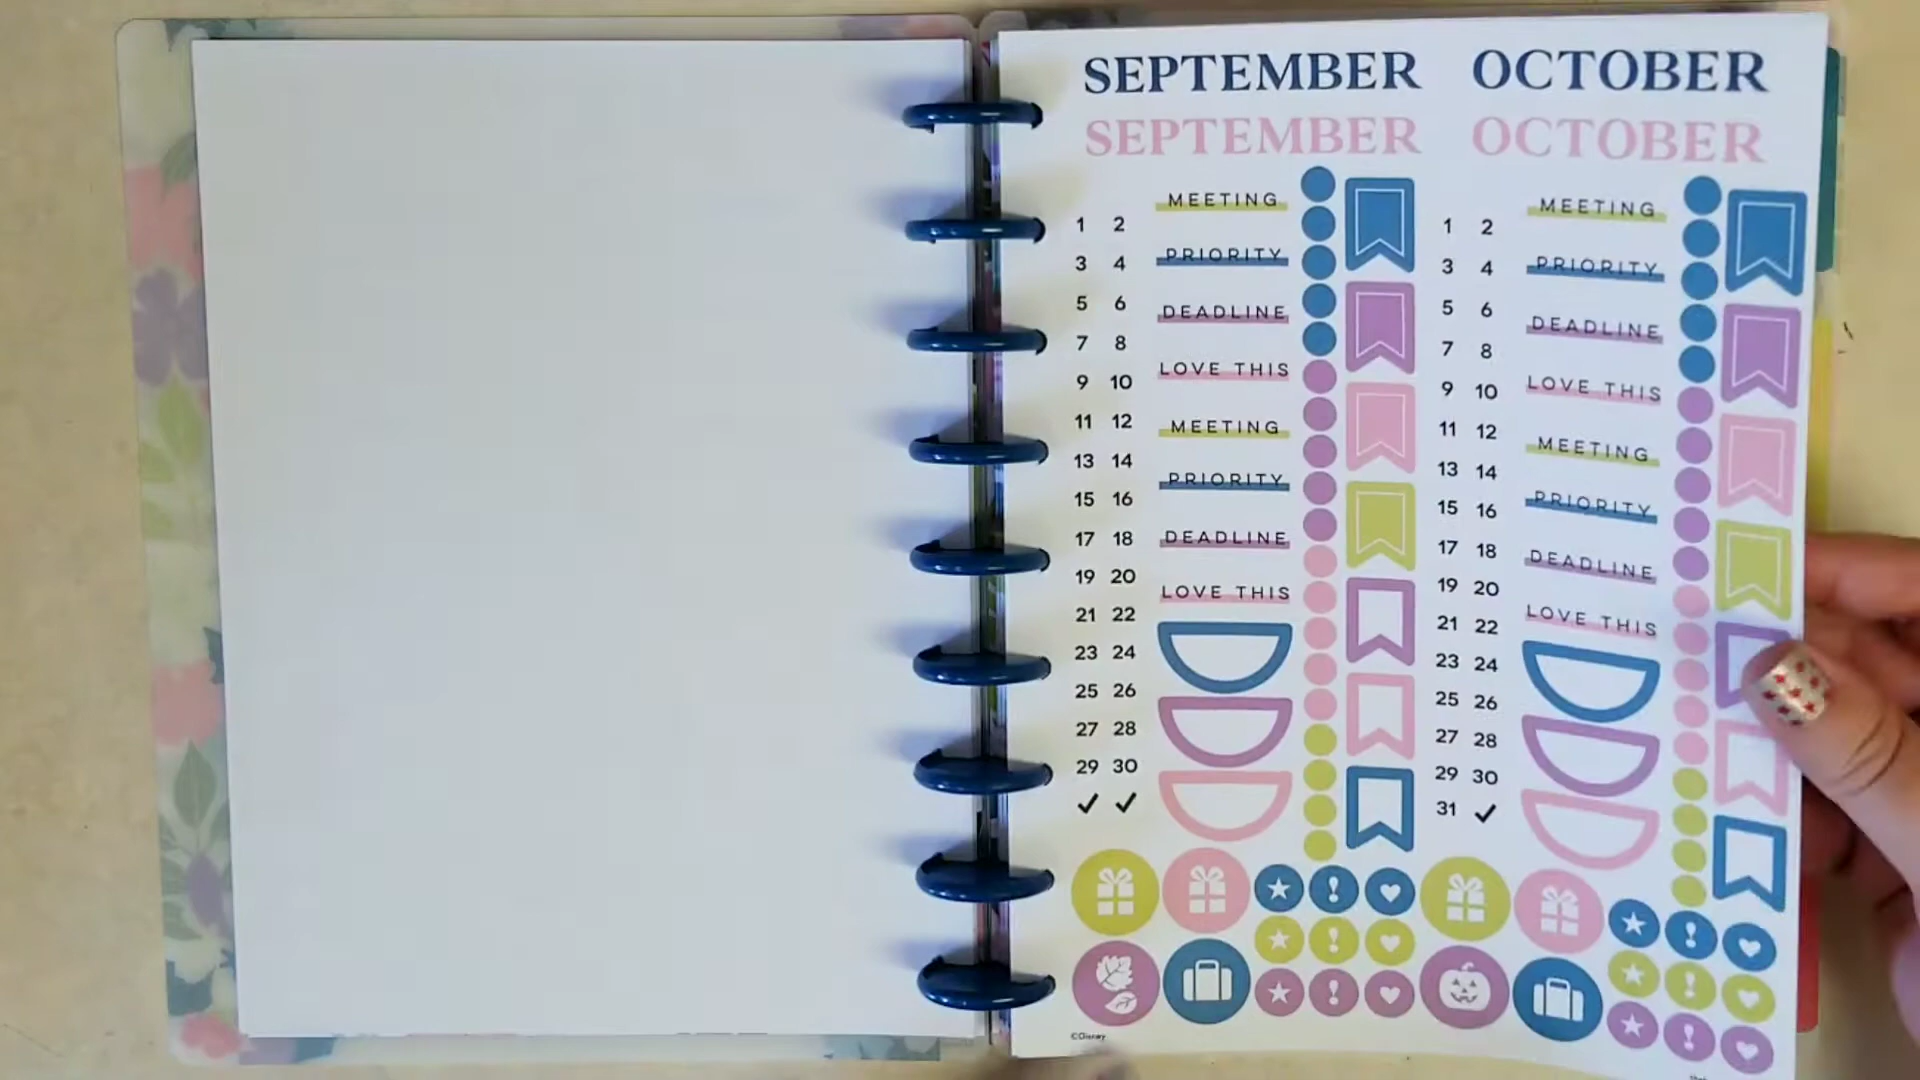 SEPTEMBER
SEPTEMBER
1 2
3 4
5 6
7 8
9 10
11 12
13 14
15 16
17 18
19 20
21 22
23 24
25 26
27 28
29 30
MEETING
PRIORITY
DEADLINE
LOVE THIS
MEETING
PRIORITY
DEADLINE
LOVE THIS
©Disney
OCTOBER
OCTOBER
1 2
3 4
5 6
7 8
9 10
11 12
13 14
15 16
17 18
19 20
21 22
23 24
25 26
27 28
29 30
31
MEETING
PRIORITY
DEADLINE
LOVE THIS
MEETING
PRIORITY
DEADLINE
LOVE THIS